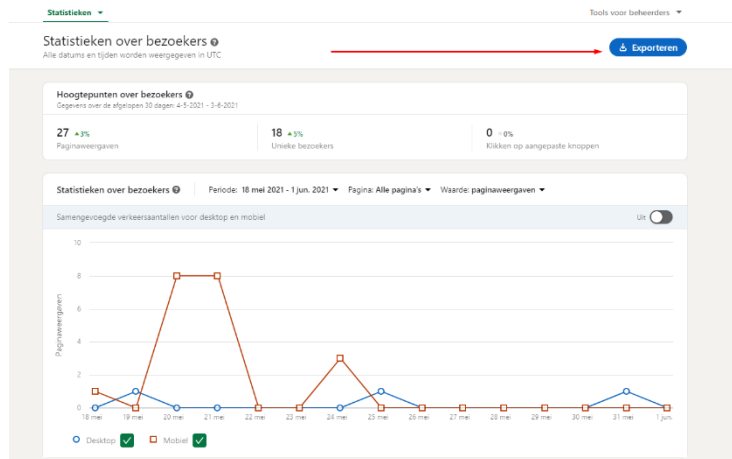 Statistieken
Tools voor beheerders
Statistieken over bezoekers
Alle datums en tijden worden weergegeven in UTC
Exporteren
Hoogtepunten over bezoekers
Gegevens over de afgelopen 30 dagen: 4-5-2021 - 3-6-2021
27 3%
Paginaweergaven
18 5%
Unieke bezoekers
0 0%
Klikken op aangepaste knoppen
Statistieken over bezoekers
Periode: 18 mei 2021 - 1 jun. 2021
Pagina: Alle pagina's
Waarde: paginaweergaven
Samengevoegde verkeersaantallen voor desktop en mobiel
Uit
Paginaweergaven
10
8
6
4
2
0
18 mei 19 mei 20 mei 21 mei 22 mei 23 mei 24 mei 25 mei 26 mei 27 mei 28 mei 29 mei 30 mei 31 mei 1 jun.
Desktop
Mobiel